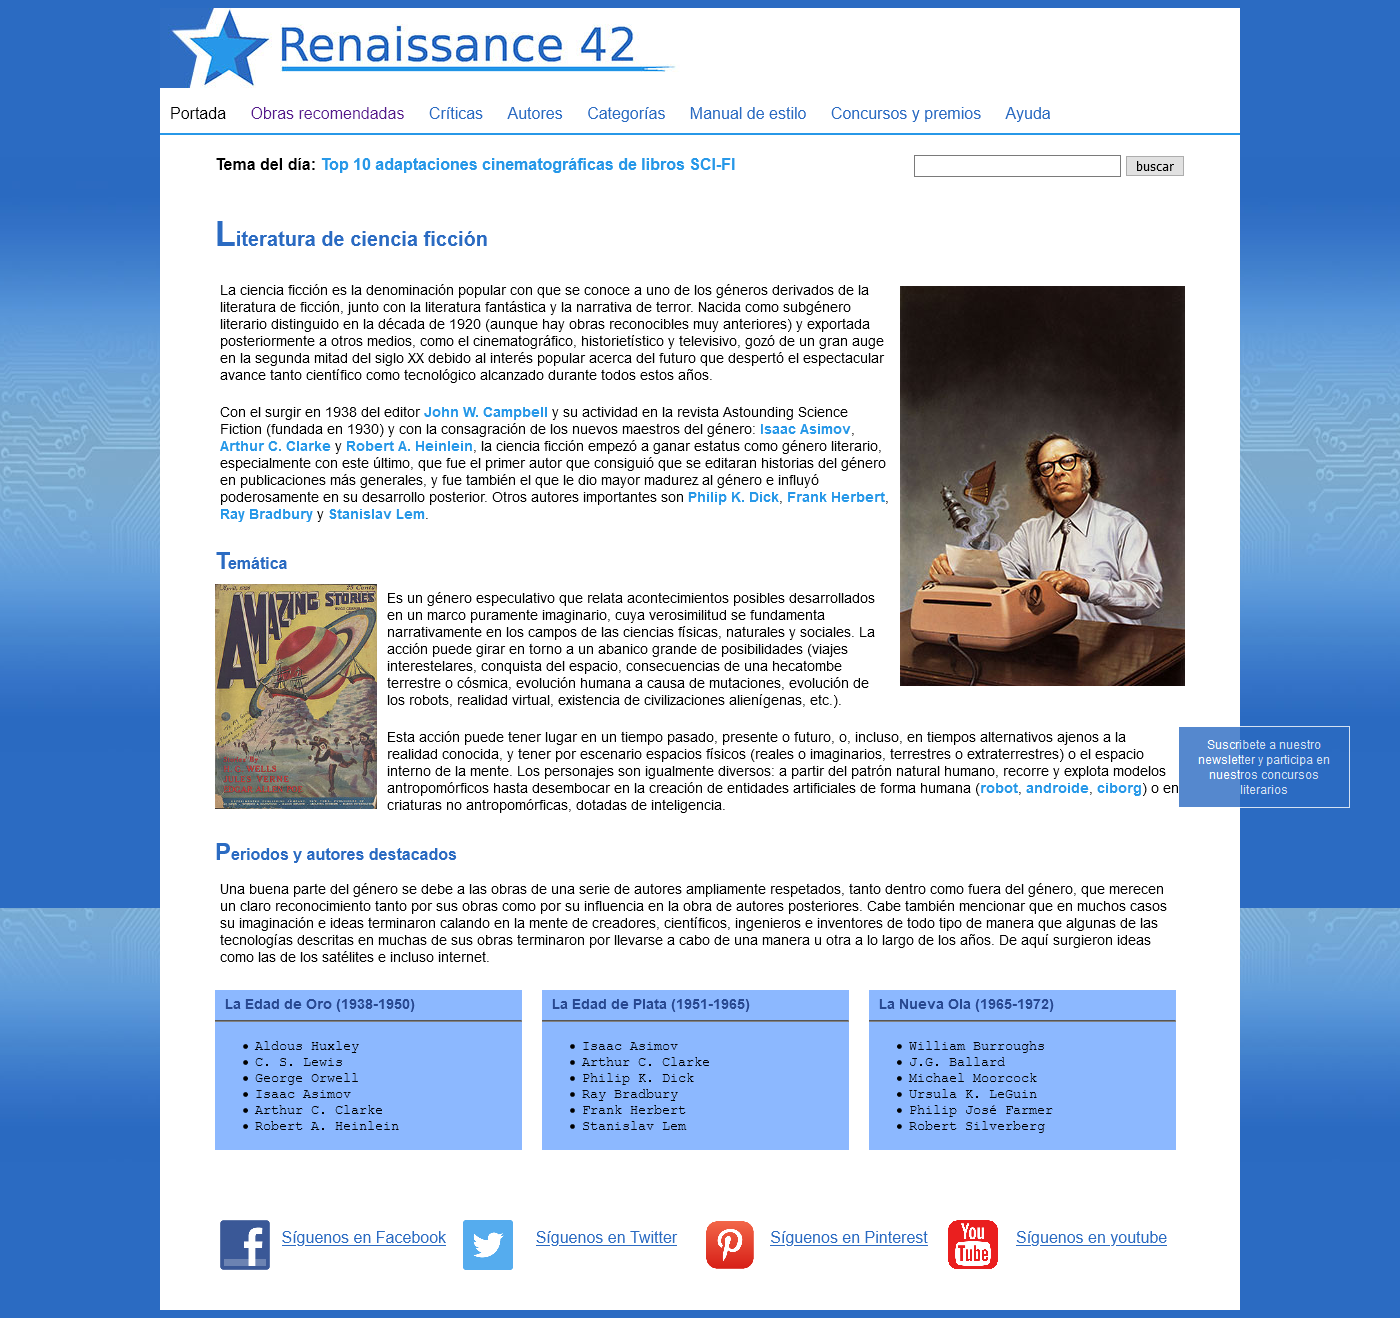 Renaissance 42
Portada Obras recomendadas Críticas Autores Categorías Manual de estilo Concursos y premios Ayuda
Tema del día: Top 10 adaptaciones cinematográficas de libros SCI-FI
buscar
Literatura de ciencia ficción
La ciencia ficción es la denominación popular con que se conoce a uno de los géneros derivados de la
literatura de ficción, junto con la literatura fantástica y la narrativa de terror. Nacida como subgénero
literario distinguido en la década de 1920 (aunque hay obras reconocibles muy anteriores) y exportada
posteriormente a otros medios, como el cinematográfico, historietístico y televisivo, gozó de un gran auge
en la segunda mitad del siglo XX debido al interés popular acerca del futuro que despertó el espectacular
avance tanto científico como tecnológico alcanzado durante todos estos años.
Con el surgir en 1938 del editor John W. Campbell y su actividad en la revista Astounding Science
Fiction (fundada en 1930) y con la consagración de los nuevos maestros del género: Isaac Asimov,
Arthur C. Clarke y Robert A. Heinlein, la ciencia ficción empezó a ganar estatus como género literario,
especialmente con este último, que fue el primer autor que consiguió que se editaran historias del género
en publicaciones más generales, y fue también el que le dio mayor madurez al género e influyó
poderosamente en su desarrollo posterior. Otros autores importantes son Philip K. Dick, Frank Herbert,
Ray Bradbury y Stanislav Lem.
Temática
25 Cents
AMAZING STORIES
Stories By
H.G. WELLS
JULES VERNE
EDGAR ALLEN POE
Es un género especulativo que relata acontecimientos posibles desarrollados
en un marco puramente imaginario, cuya verosimilitud se fundamenta
narrativamente en los campos de las ciencias físicas, naturales y sociales. La
acción puede girar en torno a un abanico grande de posibilidades (viajes
interestelares, conquista del espacio, consecuencias de una hecatombe
terrestre o cósmica, evolución humana a causa de mutaciones, evolución de
los robots, realidad virtual, existencia de civilizaciones alienígenas, etc.).
Esta acción puede tener lugar en un tiempo pasado, presente o futuro, o, incluso, en tiempos alternativos ajenos a la
realidad conocida, y tener por escenario espacios físicos (reales o imaginarios, terrestres o extraterrestres) o el espacio
interno de la mente. Los personajes son igualmente diversos: a partir del patrón natural humano, recorre y explota modelos
antropomórficos hasta desembocar en la creación de entidades artificiales de forma humana (robot, androide, ciborg) o en
criaturas no antropomórficas, dotadas de inteligencia.
Suscribete a nuestro
newsletter y participa en
nuestros concursos
literarios
Periodos y autores destacados
Una buena parte del género se debe a las obras de una serie de autores ampliamente respetados, tanto dentro como fuera del género, que merecen
un claro reconocimiento tanto por sus obras como por su influencia en la obra de autores posteriores. Cabe también mencionar que en muchos casos
su imaginación e ideas terminaron calando en la mente de creadores, científicos, ingenieros e inventores de todo tipo de manera que algunas de las
tecnologías descritas en muchas de sus obras terminaron por llevarse a cabo de una manera u otra a lo largo de los años. De aquí surgieron ideas
como las de los satélites e incluso internet.
La Edad de Oro (1938-1950)
Aldous Huxley
C. S. Lewis
George Orwell
Isaac Asimov
Arthur C. Clarke
Robert A. Heinlein
La Edad de Plata (1951-1965)
Isaac Asimov
Arthur C. Clarke
Philip K. Dick
Ray Bradbury
Frank Herbert
Stanislav Lem
La Nueva Ola (1965-1972)
William Burroughs
J.G. Ballard
Michael Moorcock
Ursula K. LeGuin
Philip José Farmer
Robert Silverberg
Síguenos en Facebook
Síguenos en Twitter
Síguenos en Pinterest
You
Tube
Síguenos en youtube